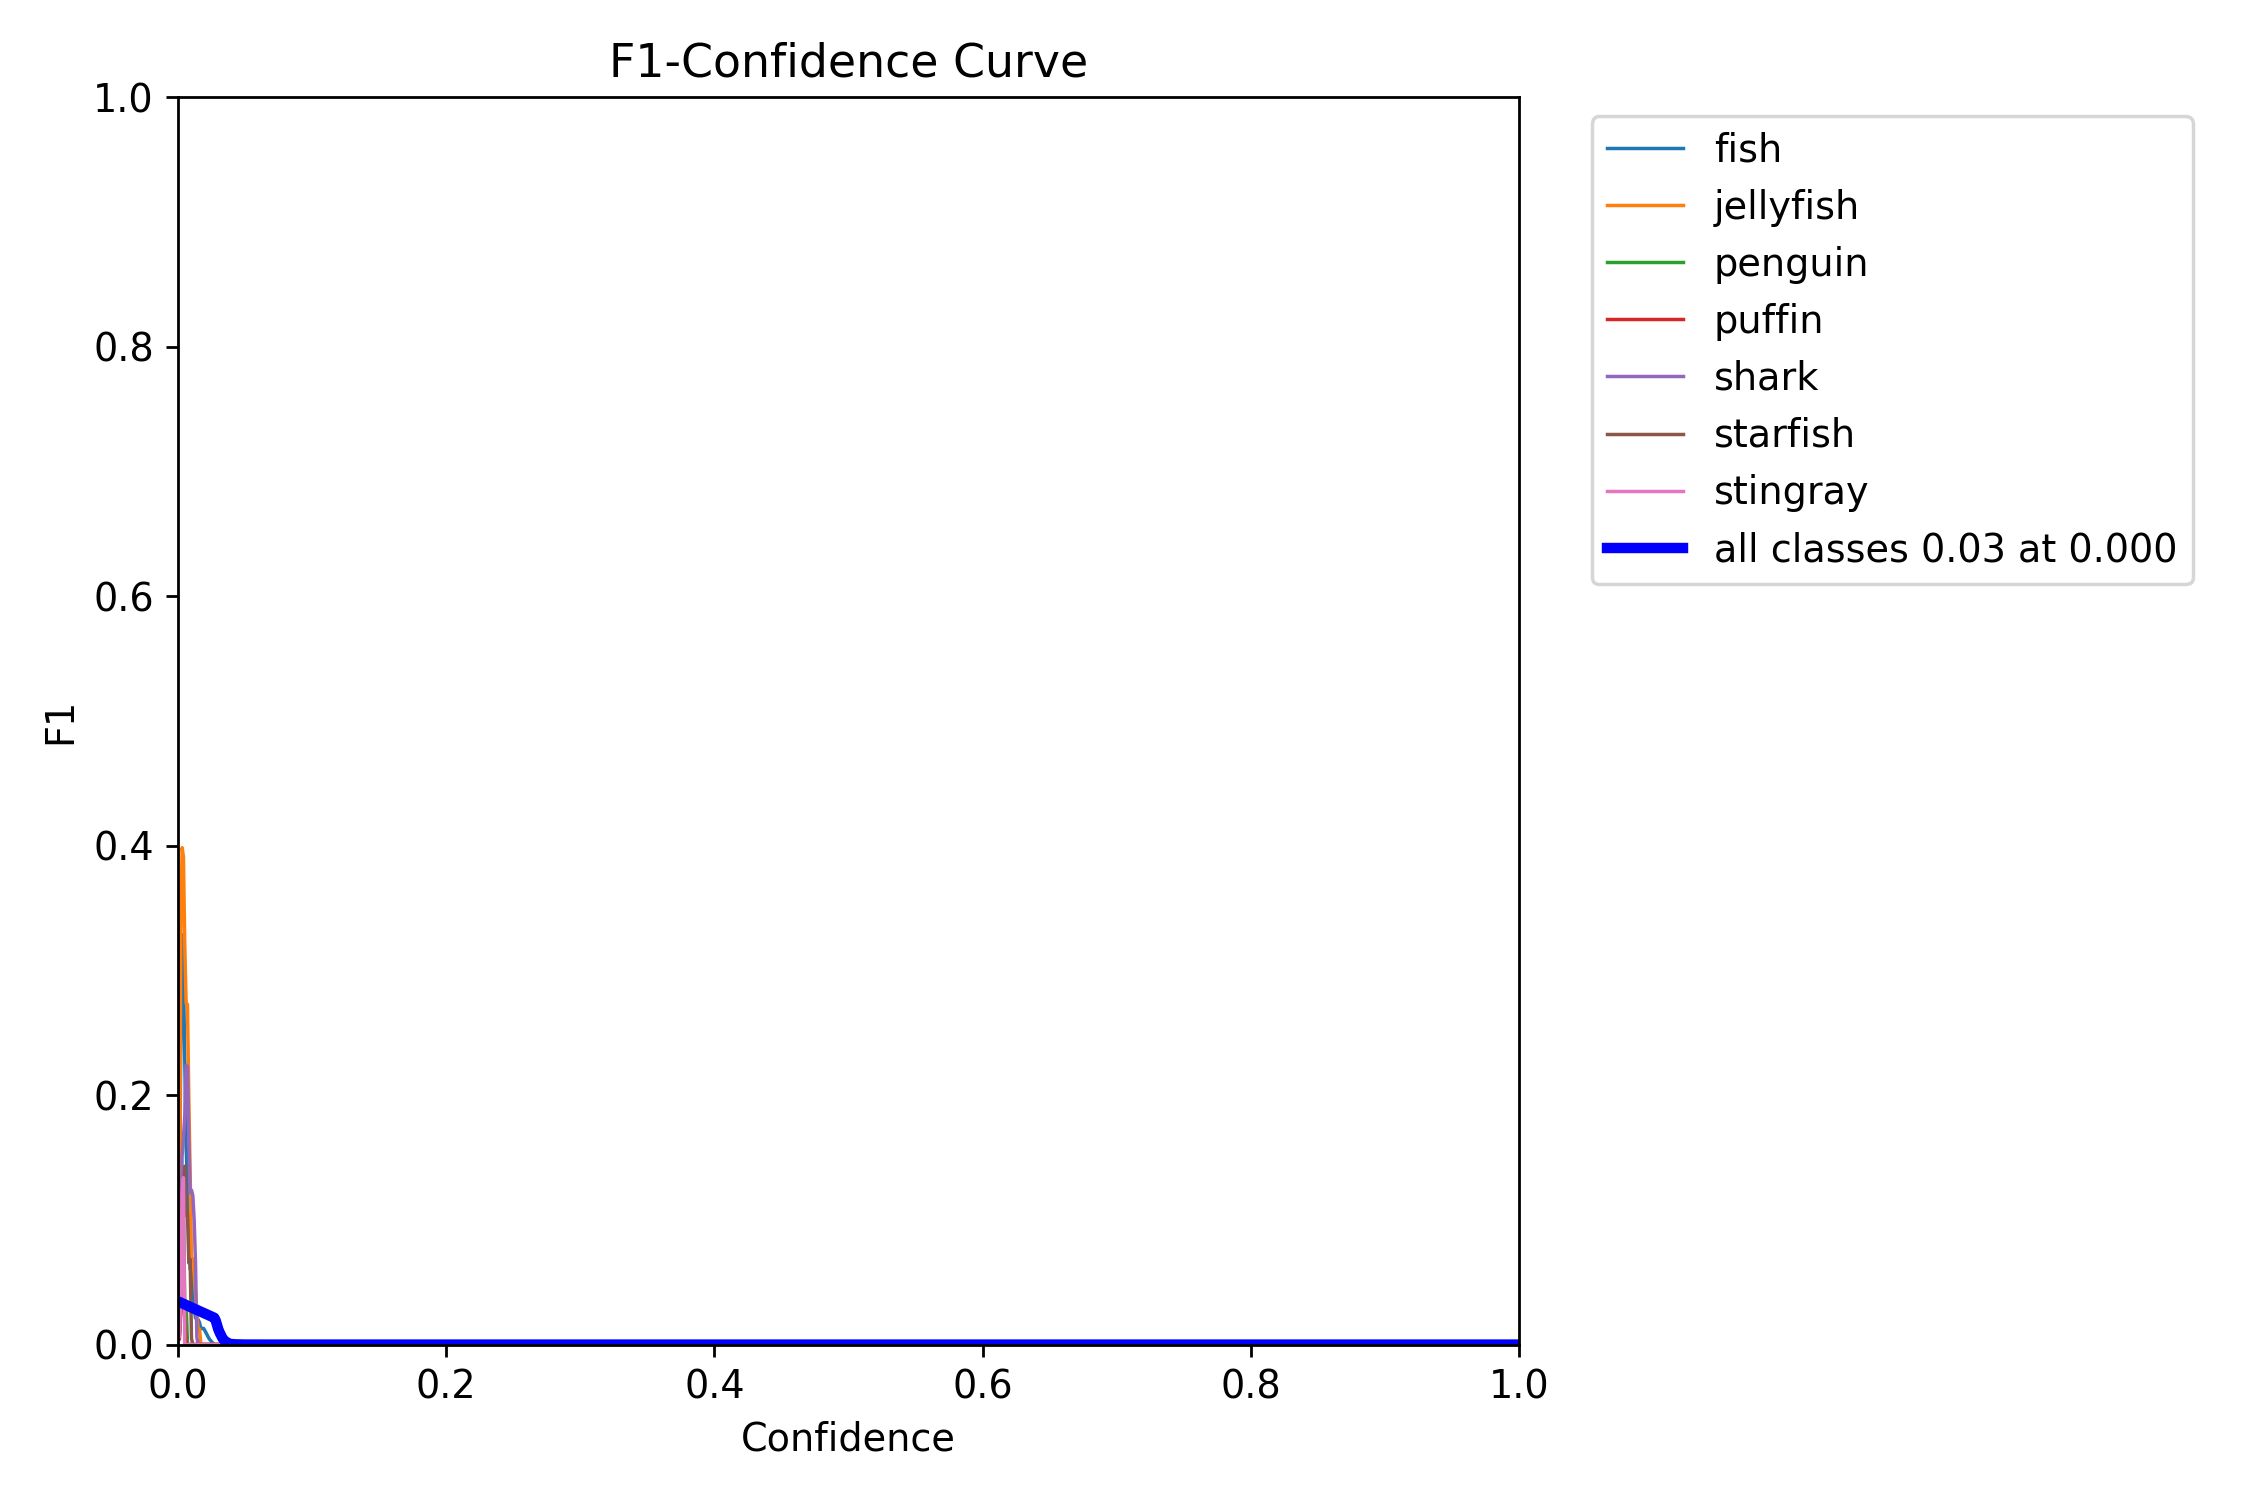 F1-Confidence Curve
1.0
0.8
0.6
0.4
0.2
0.0
F1
0.0 0.2 0.4 0.6 0.8 1.0
Confidence
fish
jellyfish
penguin
puffin
shark
starfish
stingray
all classes 0.03 at 0.000